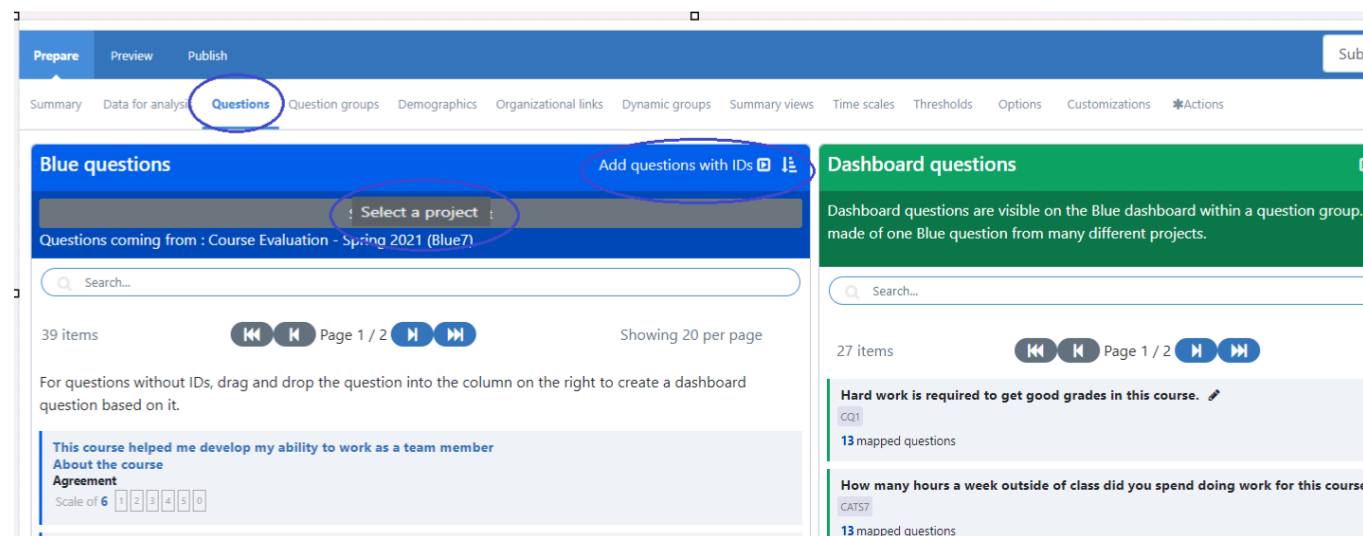 Prepare Preview Publish
Sub
Summary Data for analysi Questions Question groups Demographics Organizational links Dynamic groups Summary views Time scales Thresholds Options Customizations ✱Actions
Blue questions Add questions with IDs
Select a project
Questions coming from : Course Evaluation - Spring 2021 (Blue7)
Search...
39 items Page 1 / 2 Showing 20 per page
For questions without IDs, drag and drop the question into the column on the right to create a dashboard
question based on it.
This course helped me develop my ability to work as a team member
About the course
Agreement
Scale of 6 1 2 3 4 5 0
Dashboard questions
Dashboard questions are visible on the Blue dashboard within a question group.
made of one Blue question from many different projects.
Search...
27 items Page 1 / 2
Hard work is required to get good grades in this course.
CQ1
13 mapped questions
How many hours a week outside of class did you spend doing work for this course
CATS7
13 mapped questions